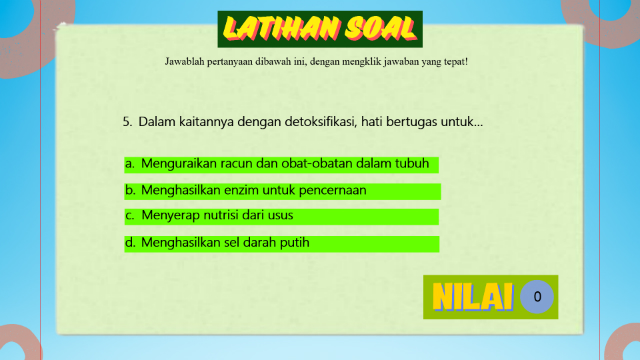 LATIHAN SOAL
Jawablah pertanyaan dibawah ini, dengan mengklik jawaban yang tepat!
5. Dalam kaitannya dengan detoksifikasi, hati bertugas untuk...
a. Menguraikan racun dan obat-obatan dalam tubuh
b. Menghasilkan enzim untuk pencernaan
c. Menyerap nutrisi dari usus
d. Menghasilkan sel darah putih
NILAI 0